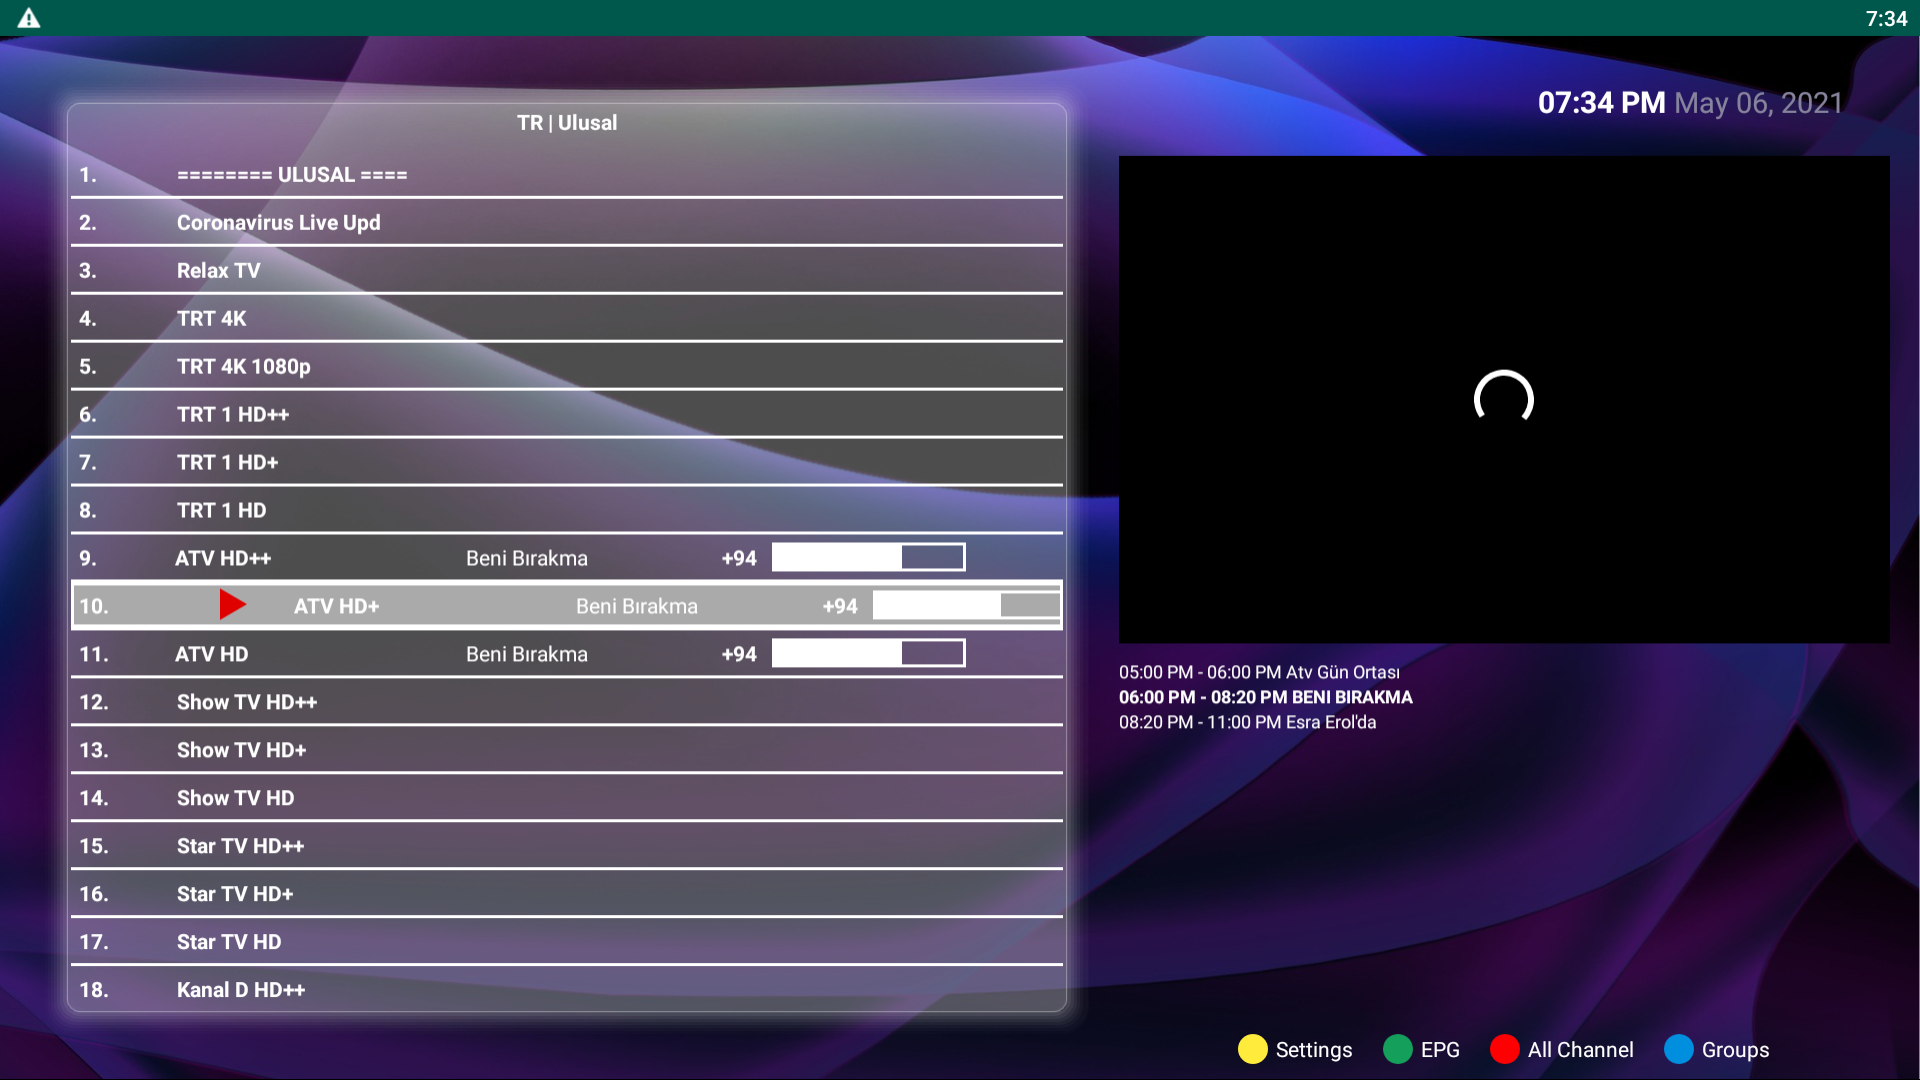 7:34
07:34 PM May 06, 2021
TR | Ulusal
1. ======== ULUSAL ====
2. Coronavirus Live Upd
3. Relax TV
4. TRT 4K
5. TRT 4K 1080p
6. TRT 1 HD++
7. TRT 1 HD+
8. TRT 1 HD
9. ATV HD++ Beni Bırakma +94
10. ATV HD+ Beni Bırakma +94
11. ATV HD Beni Bırakma +94
12. Show TV HD++
13. Show TV HD+
14. Show TV HD
15. Star TV HD++
16. Star TV HD+
17. Star TV HD
18. Kanal D HD++
05:00 PM - 06:00 PM Atv Gün Ortası
06:00 PM - 08:20 PM BENI BIRAKMA
08:20 PM - 11:00 PM Esra Erol'da
Settings EPG All Channel Groups